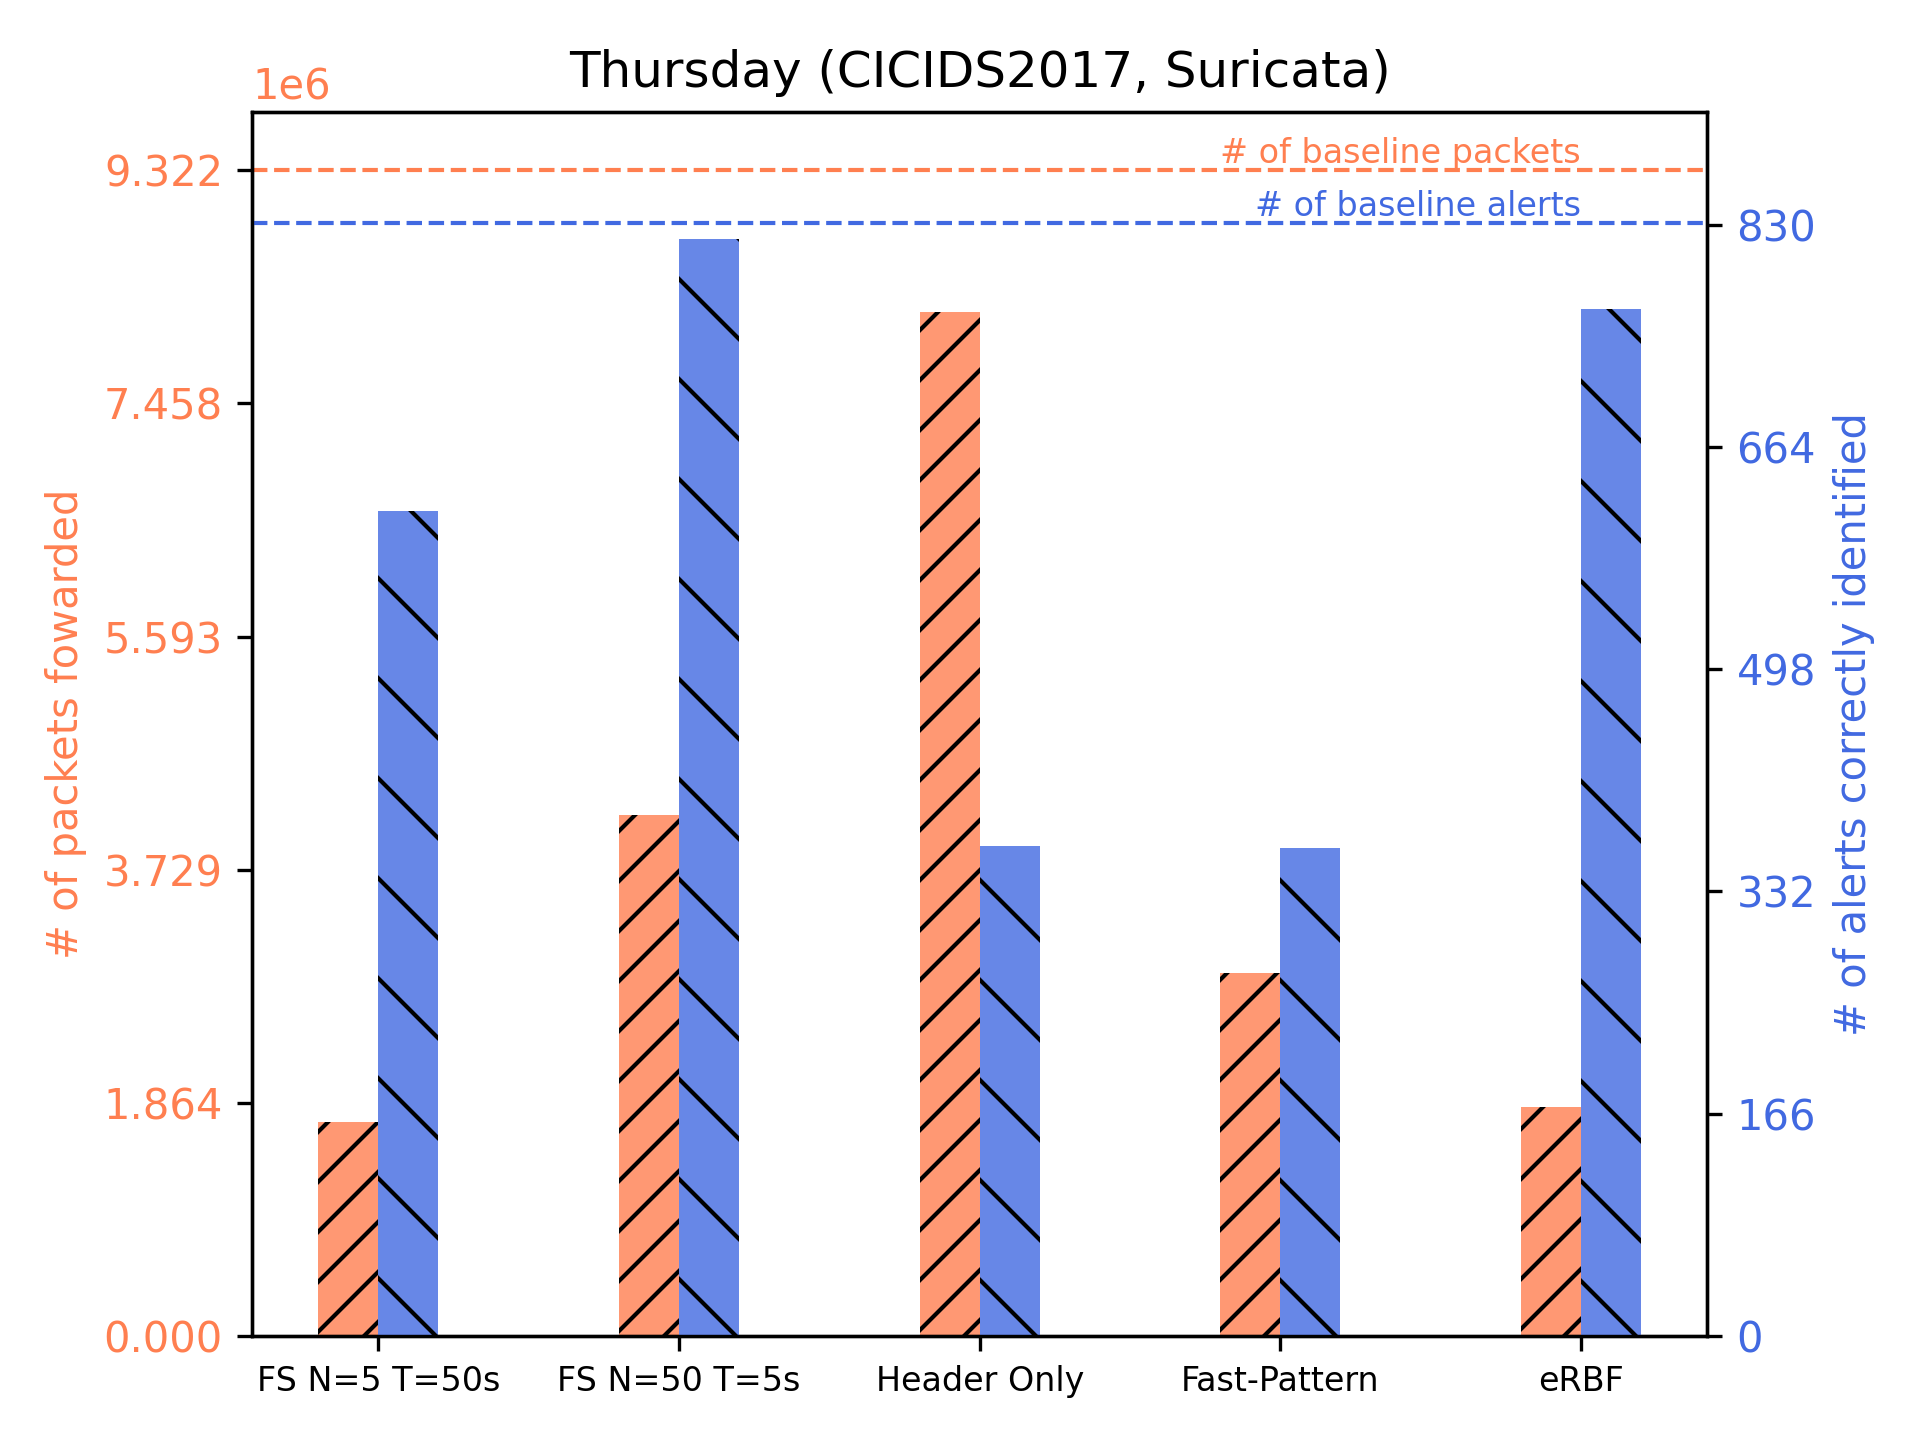 Thursday (CICIDS2017, Suricata)
1e6
# of baseline packets
# of baseline alerts
9.322
7.458
5.593
3.729
1.864
0.000
# of packets fowarded
830
664
498
332
166
0
# of alerts correctly identified
FS N=5 T=50s
FS N=50 T=5s
Header Only
Fast-Pattern
eRBF